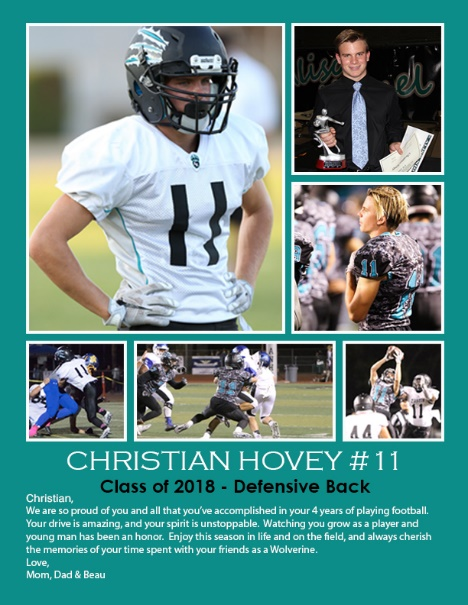 11
11
CHRISTIAN HOVEY #11
Class of 2018 - Defensive Back
Christian,
We are so proud of you and all that you've accomplished in your 4 years of playing football.
Your drive is amazing, and your spirit is unstoppable.  Watching you grow as a player and
young man has been an honor.  Enjoy this season in life and on the field, and always cherish
the memories of your time spent with your friends as a Wolverine.
Love,
Mom, Dad & Beau